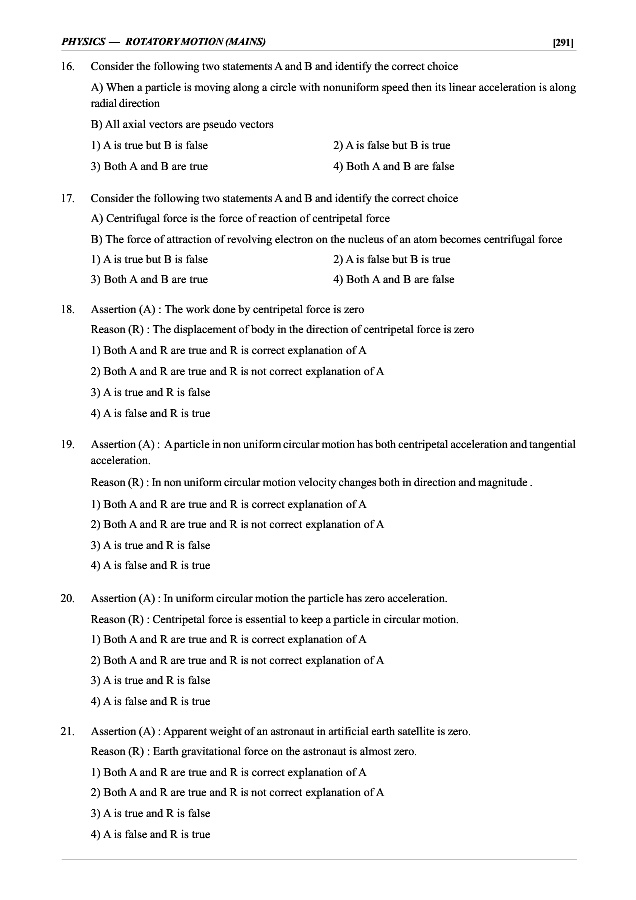 PHYSICS — ROTATORY MOTION (MAINS) [291]
16. Consider the following two statements A and B and identify the correct choice
A) When a particle is moving along a circle with nonuniform speed then its linear acceleration is along
radial direction
B) All axial vectors are pseudo vectors
1) A is true but B is false 2) A is false but B is true
3) Both A and B are true 4) Both A and B are false
17. Consider the following two statements A and B and identify the correct choice
A) Centrifugal force is the force of reaction of centripetal force
B) The force of attraction of revolving electron on the nucleus of an atom becomes centrifugal force
1) A is true but B is false 2) A is false but B is true
3) Both A and B are true 4) Both A and B are false
18. Assertion (A) : The work done by centripetal force is zero
Reason (R) : The displacement of body in the direction of centripetal force is zero
1) Both A and R are true and R is correct explanation of A
2) Both A and R are true and R is not correct explanation of A
3) A is true and R is false
4) A is false and R is true
19. Assertion (A) : A particle in non uniform circular motion has both centripetal acceleration and tangential
acceleration.
Reason (R) : In non uniform circular motion velocity changes both in direction and magnitude .
1) Both A and R are true and R is correct explanation of A
2) Both A and R are true and R is not correct explanation of A
3) A is true and R is false
4) A is false and R is true
20. Assertion (A) : In uniform circular motion the particle has zero acceleration.
Reason (R) : Centripetal force is essential to keep a particle in circular motion.
1) Both A and R are true and R is correct explanation of A
2) Both A and R are true and R is not correct explanation of A
3) A is true and R is false
4) A is false and R is true
21. Assertion (A) : Apparent weight of an astronaut in artificial earth satellite is zero.
Reason (R) : Earth gravitational force on the astronaut is almost zero.
1) Both A and R are true and R is correct explanation of A
2) Both A and R are true and R is not correct explanation of A
3) A is true and R is false
4) A is false and R is true